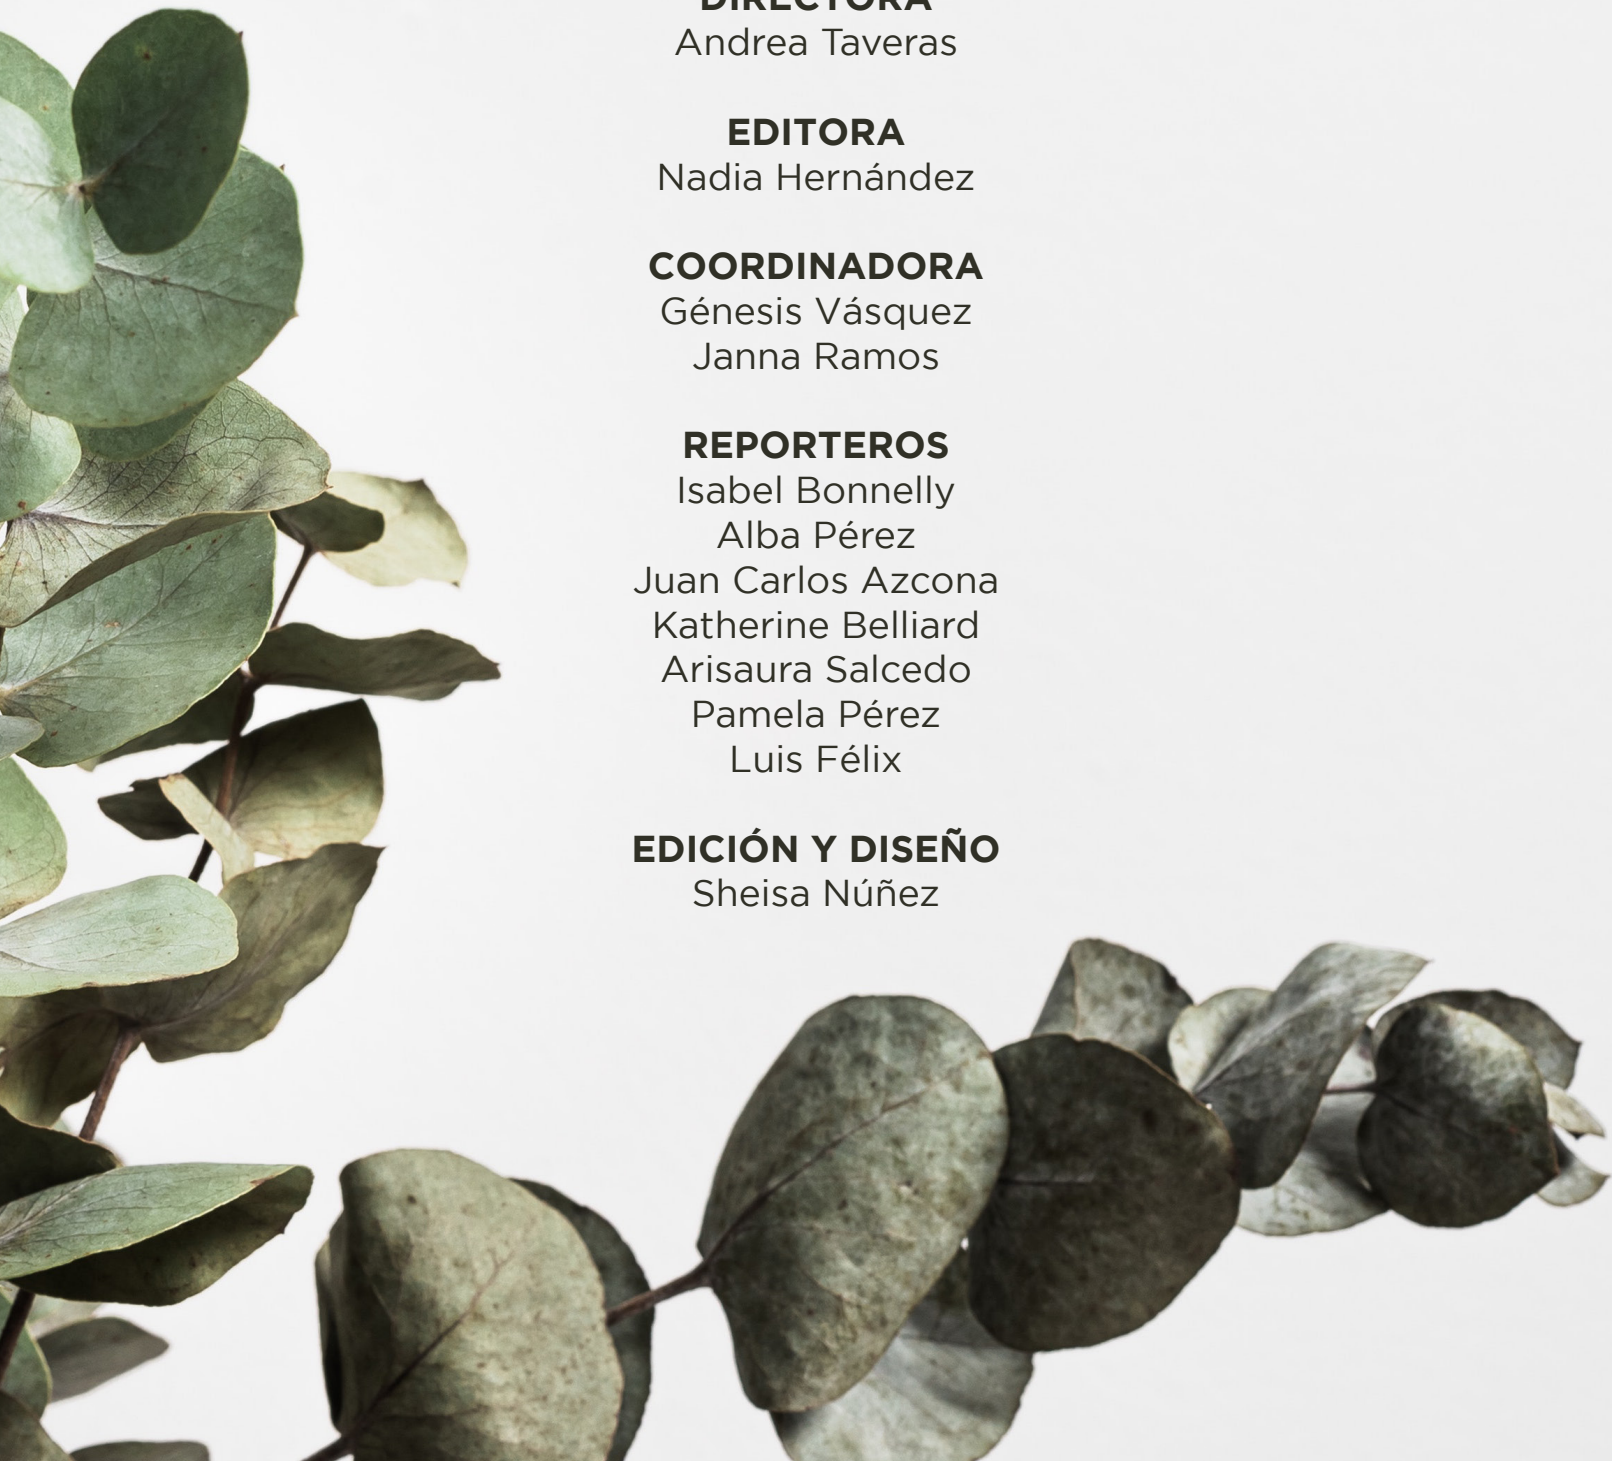 DIRECTORA
Andrea Taveras
EDITORA
Nadia Hernández
COORDINADORA
Génesis Vásquez
Janna Ramos
REPORTEROS
Isabel Bonnelly
Alba Pérez
Juan Carlos Azcona
Katherine Belliard
Arisaura Salcedo
Pamela Pérez
Luis Félix
EDICIÓN Y DISEÑO
Sheisa Núñez